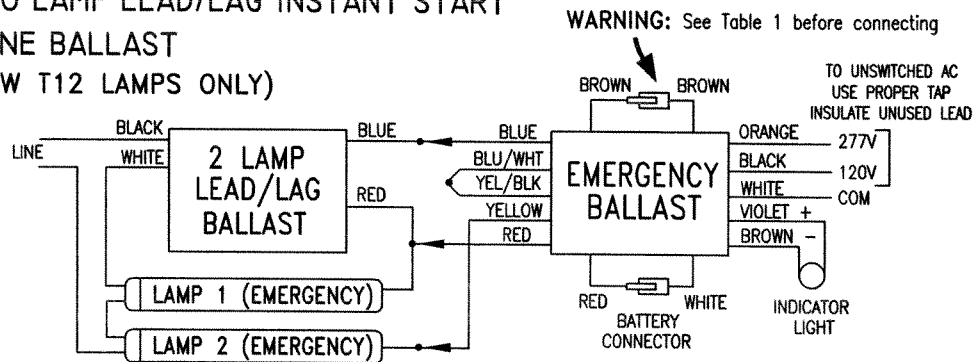 LAMP LEAD/LAG INSTANT START
NE BALLAST
W T12 LAMPS ONLY)
WARNING: See Table 1 before connecting
BROWN BROWN
TO UNSWITCHED AC
USE PROPER TAP
INSULATE UNUSED LEAD
LINE
BLACK
WHITE
2 LAMP
LEAD/LAG
BALLAST
BLUE
RED
BLUE
BLU/WHT
YEL/BLK
YELLOW
RED
EMERGENCY
BALLAST
ORANGE 277V
BLACK 120V
WHITE COM
VIOLET +
BROWN -
LAMP 1 (EMERGENCY)
LAMP 2 (EMERGENCY)
RED WHITE
BATTERY
CONNECTOR
INDICATOR
LIGHT